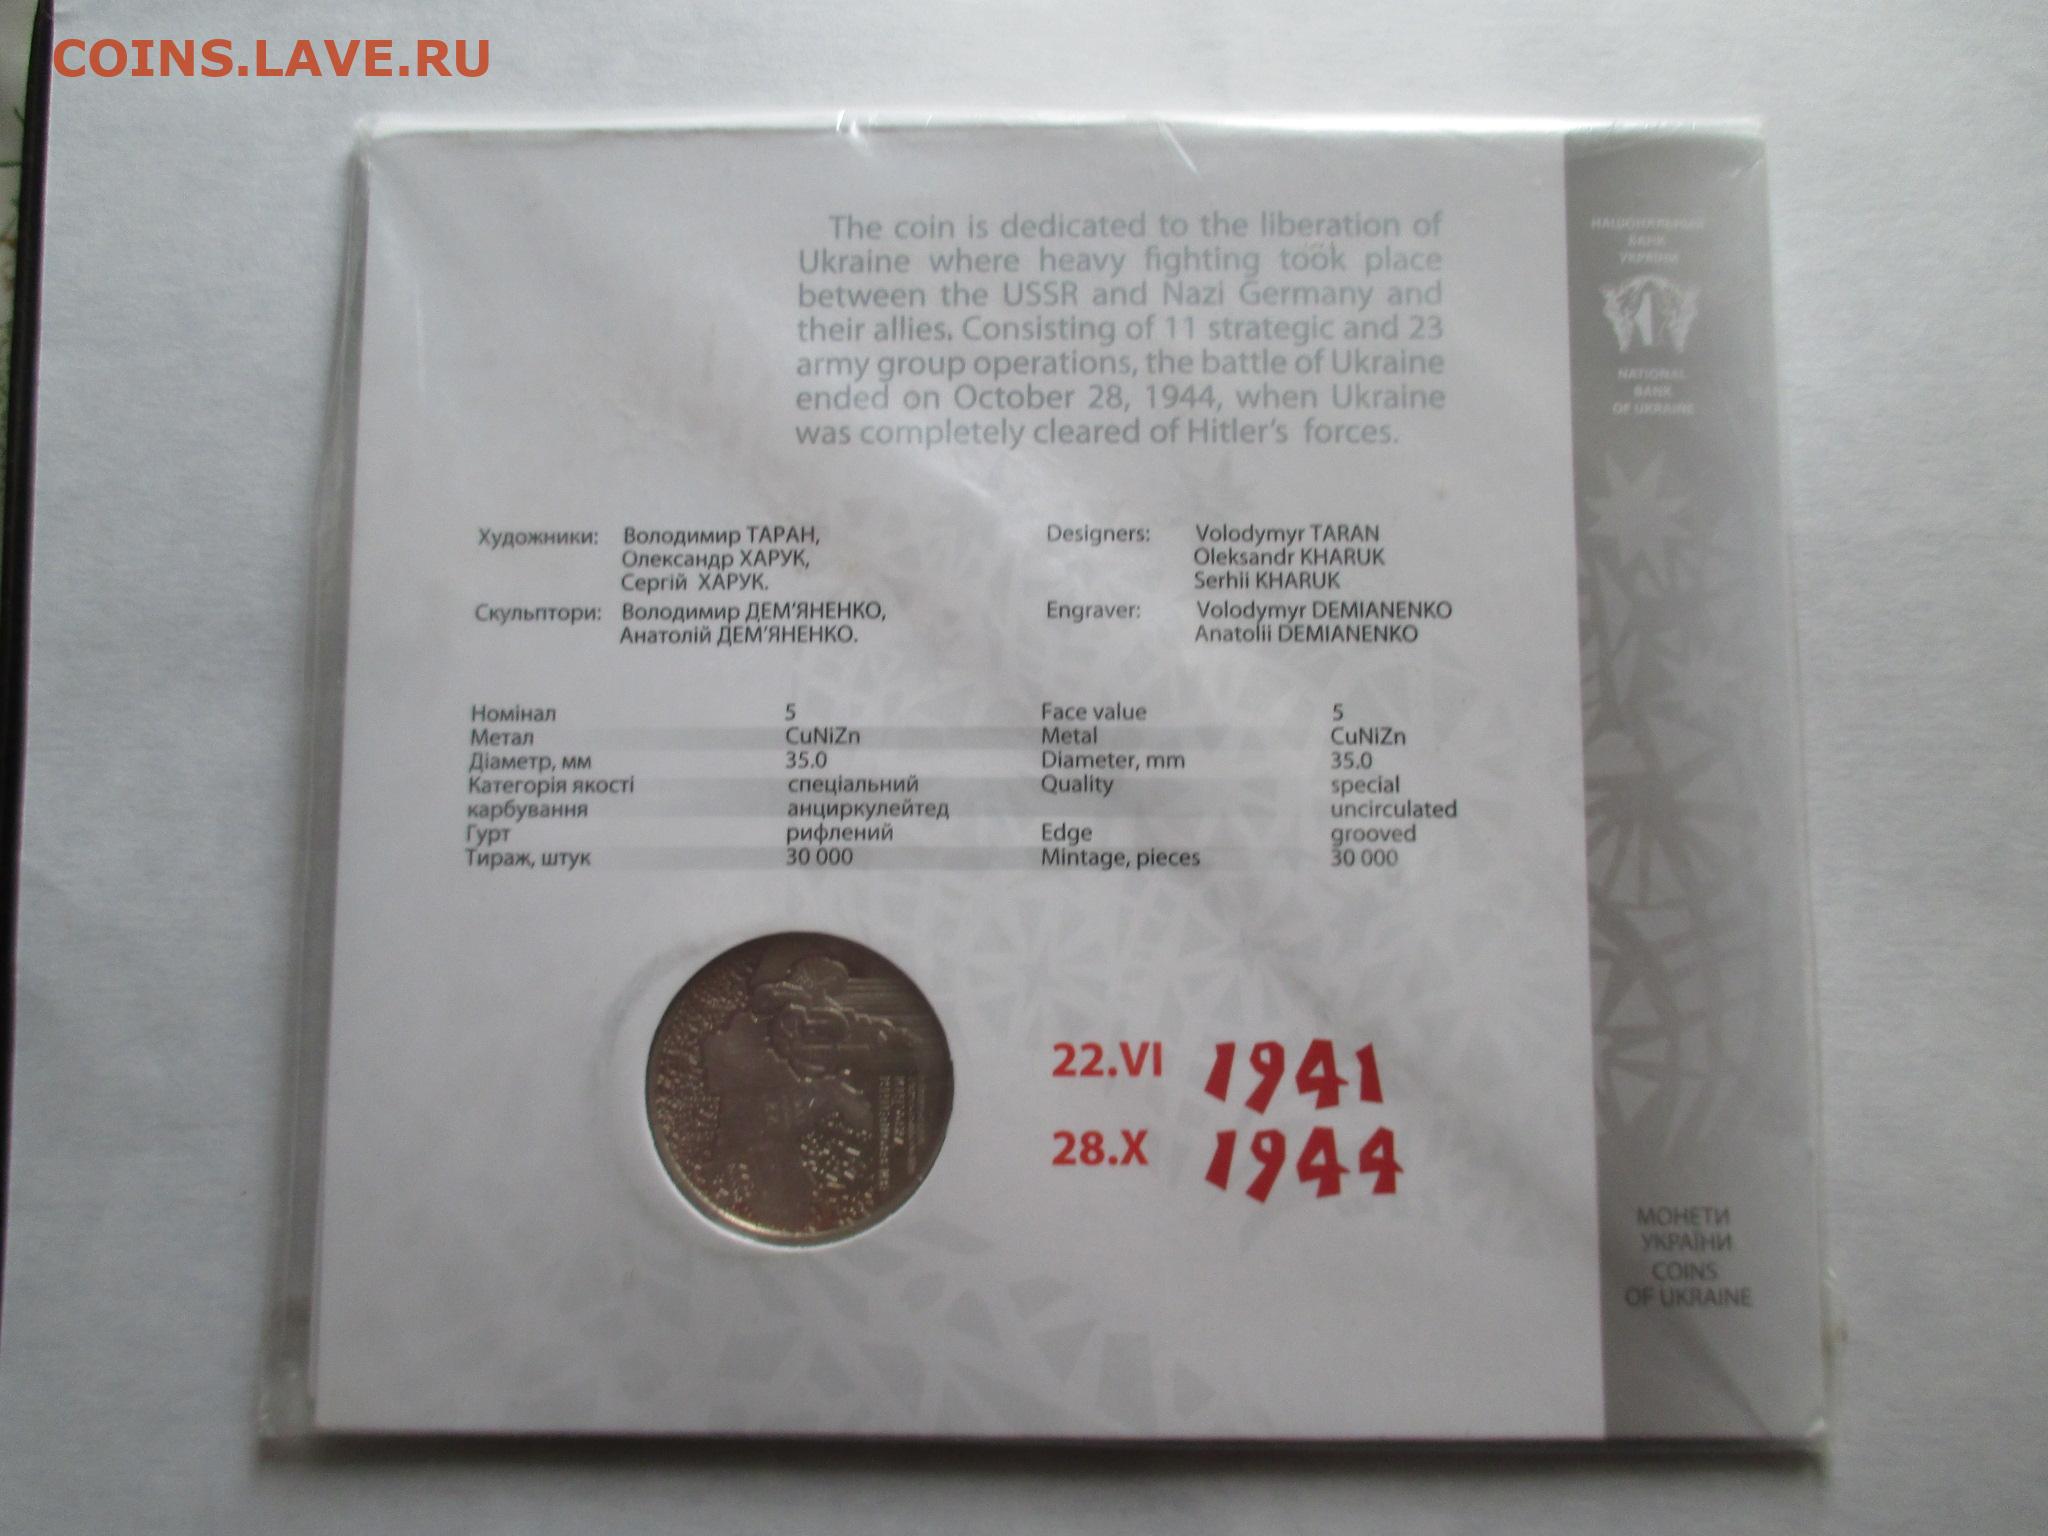 COINS.LAVE.RU
The coin is dedicated to the liberation of
Ukraine where heavy fighting took place
between the USSR and Nazi Germany and
their allies. Consisting of 11 strategic and 23
army group operations, the battle of Ukraine
ended on October 28, 1944, when Ukraine
was completely cleared of Hitler's forces.
НАЦІОНАЛЬНИЙ
БАНК
УКРАЇНИ
NATIONAL
BANK
OF UKRAINE
Художники: Володимир ТАРАН,
Олександр ХАРУК,
Сергій ХАРУК.
Скульптори: Володимир ДЕМ'ЯНЕНКО,
Анатолій ДЕМ'ЯНЕНКО.
Designers: Volodymyr TARAN
Oleksandr KHARUK
Serhii KHARUK
Engraver: Volodymyr DEMIANENKO
Anatolii DEMIANENKO
Номінал 5
Метал CuNiZn
Діаметр, мм 35.0
Категорія якості спеціальний
карбування анциркулейтед
Гурт рифлений
Тираж, штук 30 000
Face value 5
Metal CuNiZn
Diameter, mm 35.0
Quality special
uncirculated
Edge grooved
Mintage, pieces 30 000
22.VI 1941
28.X 1944
МОНЕТИ
УКРАЇНИ
COINS
OF UKRAINE